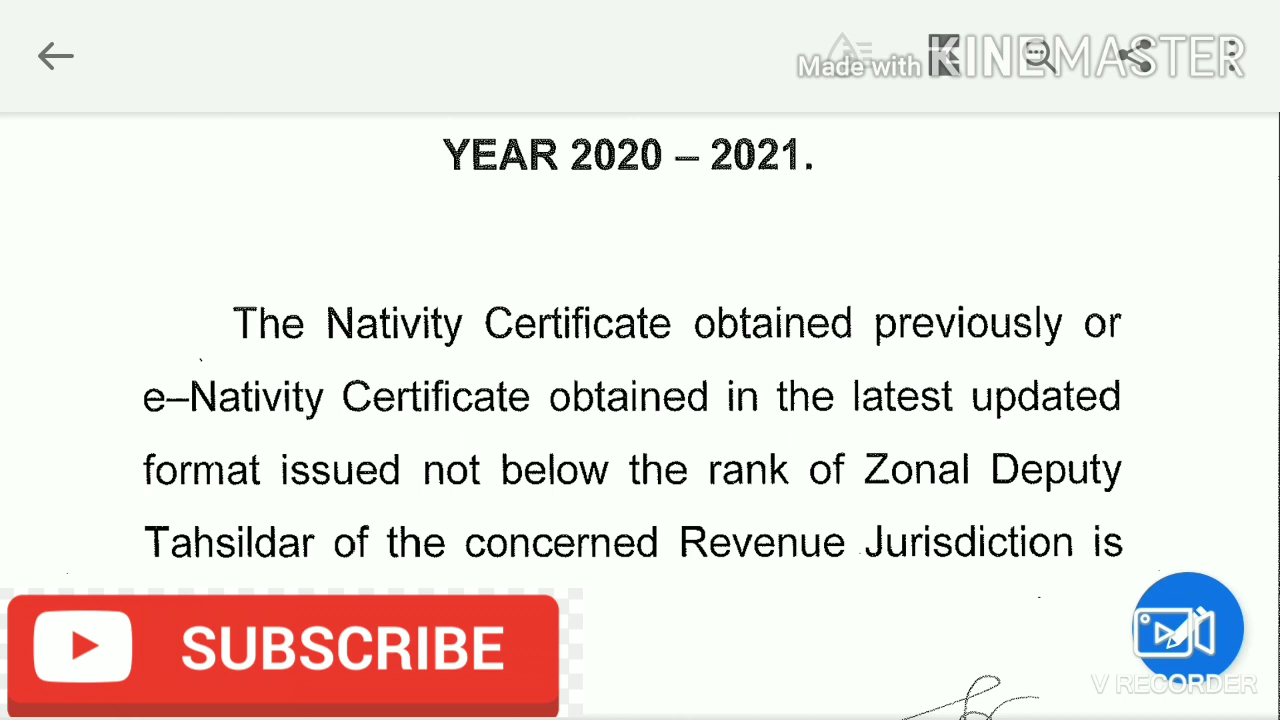 Made with KINEMASTER
YEAR 2020 – 2021.
The Nativity Certificate obtained previously or
e–Nativity Certificate obtained in the latest updated
format issued not below the rank of Zonal Deputy
Tahsildar of the concerned Revenue Jurisdiction is
SUBSCRIBE
V RECORDER